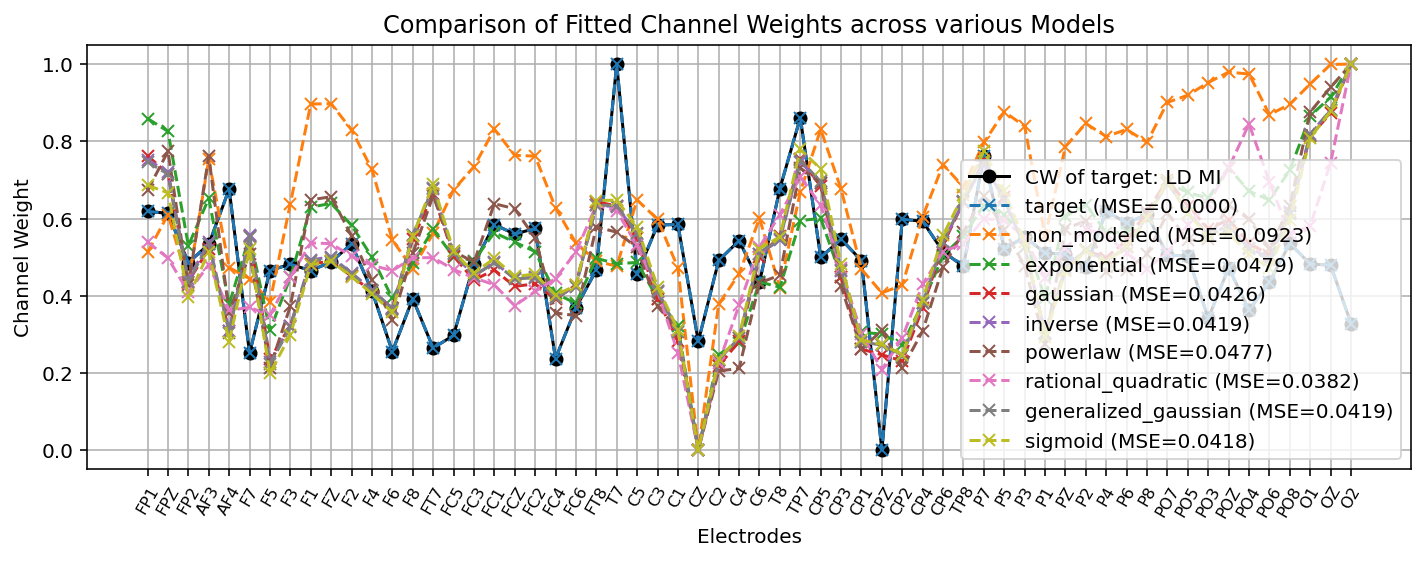 Comparison of Fitted Channel Weights across various Models
Channel Weight
1.0
0.8
0.6
0.4
0.2
0.0
CW of target: LD MI
target (MSE=0.0000)
non_modeled (MSE=0.0923)
exponential (MSE=0.0479)
gaussian (MSE=0.0426)
inverse (MSE=0.0419)
powerlaw (MSE=0.0477)
rational_quadratic (MSE=0.0382)
generalized_gaussian (MSE=0.0419)
sigmoid (MSE=0.0418)
FP1 FPZ FP2 AF3 AF4 F7 F5 F3 F1 FZ F2 F4 F6 F8 FT7 FC5 FC3 FC1 FCZ FC2 FC4 FC6 FT8 T7 C5 C3 C1 CZ C2 C4 C6 T8 TP7 CP5 CP3 CP1 CPZ CP2 CP4 CP6 TP8 P7 P5 P3 P1 PZ P2 P4 P6 P8 PO7 PO5 PO3 POZ PO4 PO6 PO8 O1 OZ O2
Electrodes